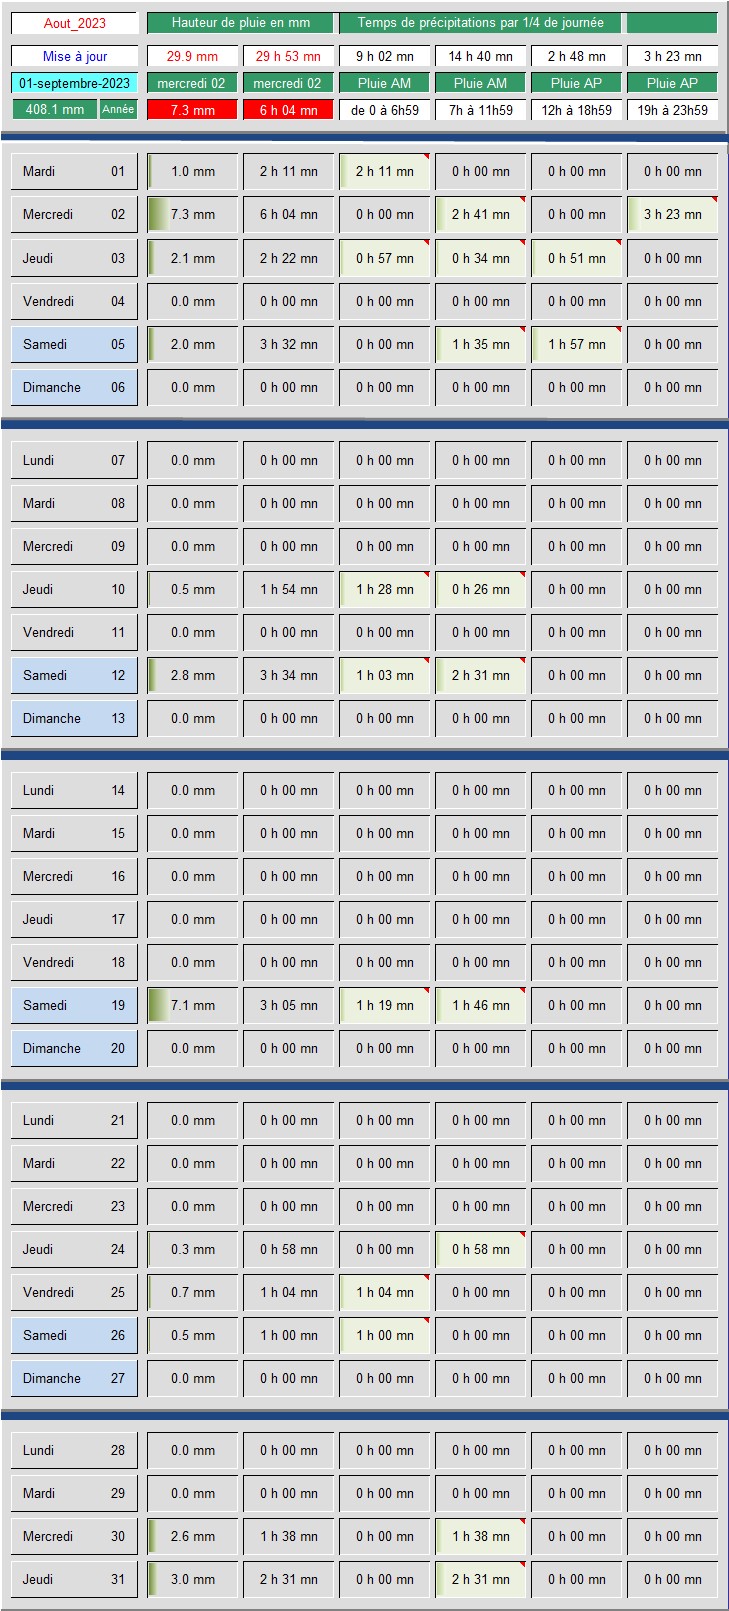 Aout_2023 Hauteur de pluie en mm Temps de précipitations par 1/4 de journée
Mise à jour 29.9 mm 29 h 53 mn 9 h 02 mn 14 h 40 mn 2 h 48 mn 3 h 23 mn
01-septembre-2023 mercredi 02 mercredi 02 Pluie AM Pluie AM Pluie AP Pluie AP
408.1 mm Année 7.3 mm 6 h 04 mn de 0 à 6h59 7h à 11h59 12h à 18h59 19h à 23h59
Mardi 01 1.0 mm 2 h 11 mn 2 h 11 mn 0 h 00 mn 0 h 00 mn 0 h 00 mn
Mercredi 02 7.3 mm 6 h 04 mn 0 h 00 mn 2 h 41 mn 0 h 00 mn 3 h 23 mn
Jeudi 03 2.1 mm 2 h 22 mn 0 h 57 mn 0 h 34 mn 0 h 51 mn 0 h 00 mn
Vendredi 04 0.0 mm 0 h 00 mn 0 h 00 mn 0 h 00 mn 0 h 00 mn 0 h 00 mn
Samedi 05 2.0 mm 3 h 32 mn 0 h 00 mn 1 h 35 mn 1 h 57 mn 0 h 00 mn
Dimanche 06 0.0 mm 0 h 00 mn 0 h 00 mn 0 h 00 mn 0 h 00 mn 0 h 00 mn
Lundi 07 0.0 mm 0 h 00 mn 0 h 00 mn 0 h 00 mn 0 h 00 mn 0 h 00 mn
Mardi 08 0.0 mm 0 h 00 mn 0 h 00 mn 0 h 00 mn 0 h 00 mn 0 h 00 mn
Mercredi 09 0.0 mm 0 h 00 mn 0 h 00 mn 0 h 00 mn 0 h 00 mn 0 h 00 mn
Jeudi 10 0.5 mm 1 h 54 mn 1 h 28 mn 0 h 26 mn 0 h 00 mn 0 h 00 mn
Vendredi 11 0.0 mm 0 h 00 mn 0 h 00 mn 0 h 00 mn 0 h 00 mn 0 h 00 mn
Samedi 12 2.8 mm 3 h 34 mn 1 h 03 mn 2 h 31 mn 0 h 00 mn 0 h 00 mn
Dimanche 13 0.0 mm 0 h 00 mn 0 h 00 mn 0 h 00 mn 0 h 00 mn 0 h 00 mn
Lundi 14 0.0 mm 0 h 00 mn 0 h 00 mn 0 h 00 mn 0 h 00 mn 0 h 00 mn
Mardi 15 0.0 mm 0 h 00 mn 0 h 00 mn 0 h 00 mn 0 h 00 mn 0 h 00 mn
Mercredi 16 0.0 mm 0 h 00 mn 0 h 00 mn 0 h 00 mn 0 h 00 mn 0 h 00 mn
Jeudi 17 0.0 mm 0 h 00 mn 0 h 00 mn 0 h 00 mn 0 h 00 mn 0 h 00 mn
Vendredi 18 0.0 mm 0 h 00 mn 0 h 00 mn 0 h 00 mn 0 h 00 mn 0 h 00 mn
Samedi 19 7.1 mm 3 h 05 mn 1 h 19 mn 1 h 46 mn 0 h 00 mn 0 h 00 mn
Dimanche 20 0.0 mm 0 h 00 mn 0 h 00 mn 0 h 00 mn 0 h 00 mn 0 h 00 mn
Lundi 21 0.0 mm 0 h 00 mn 0 h 00 mn 0 h 00 mn 0 h 00 mn 0 h 00 mn
Mardi 22 0.0 mm 0 h 00 mn 0 h 00 mn 0 h 00 mn 0 h 00 mn 0 h 00 mn
Mercredi 23 0.0 mm 0 h 00 mn 0 h 00 mn 0 h 00 mn 0 h 00 mn 0 h 00 mn
Jeudi 24 0.3 mm 0 h 58 mn 0 h 00 mn 0 h 58 mn 0 h 00 mn 0 h 00 mn
Vendredi 25 0.7 mm 1 h 04 mn 1 h 04 mn 0 h 00 mn 0 h 00 mn 0 h 00 mn
Samedi 26 0.5 mm 1 h 00 mn 1 h 00 mn 0 h 00 mn 0 h 00 mn 0 h 00 mn
Dimanche 27 0.0 mm 0 h 00 mn 0 h 00 mn 0 h 00 mn 0 h 00 mn 0 h 00 mn
Lundi 28 0.0 mm 0 h 00 mn 0 h 00 mn 0 h 00 mn 0 h 00 mn 0 h 00 mn
Mardi 29 0.0 mm 0 h 00 mn 0 h 00 mn 0 h 00 mn 0 h 00 mn 0 h 00 mn
Mercredi 30 2.6 mm 1 h 38 mn 0 h 00 mn 1 h 38 mn 0 h 00 mn 0 h 00 mn
Jeudi 31 3.0 mm 2 h 31 mn 0 h 00 mn 2 h 31 mn 0 h 00 mn 0 h 00 mn